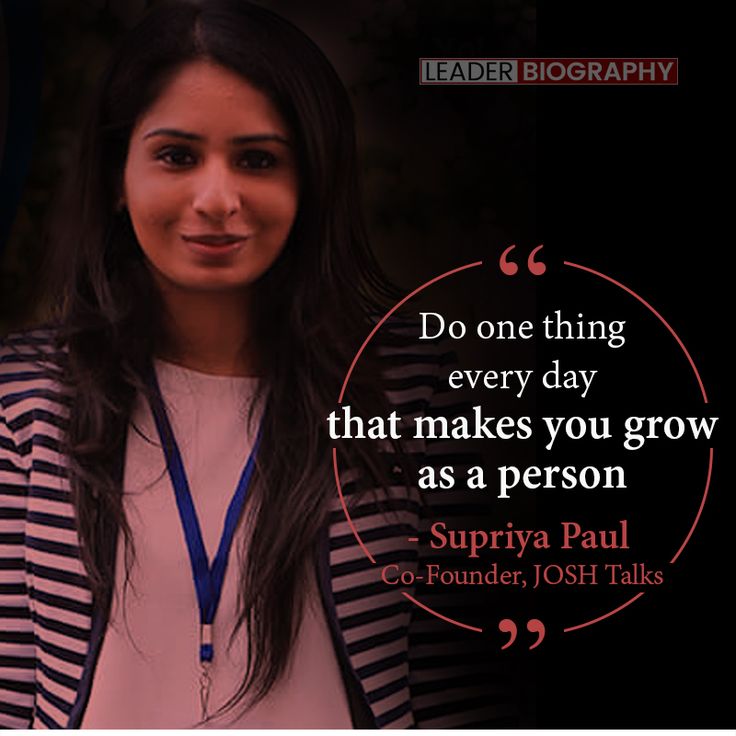 LEADER BIOGRAPHY
“
Do one thing
every day
that makes you grow
as a person
- Supriya Paul
Co-Founder, JOSH Talks
”